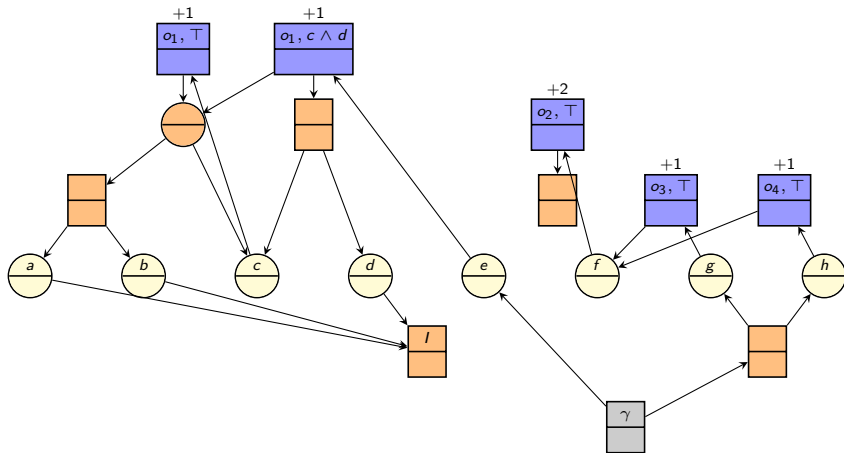 +1 +1
o₁, ⊤ o₁, c ∧ d
+2
o₂, ⊤
+1 +1
o₃, ⊤ o₄, ⊤
a b c d e f g h
I
γ